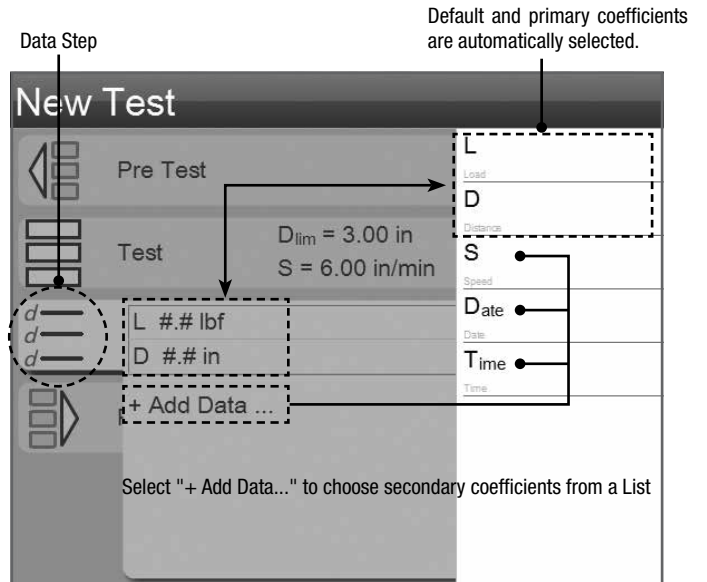 Default and primary coefficients
are automatically selected.
Data Step
New Test
Pre Test
Test
Dlim = 3.00 in
S = 6.00 in/min
d
d
d
L #.# lbf
D #.# in
+ Add Data ...
L
Load
D
Distance
S
Speed
Date
Date
Time
Time
Select "+ Add Data..." to choose secondary coefficients from a List